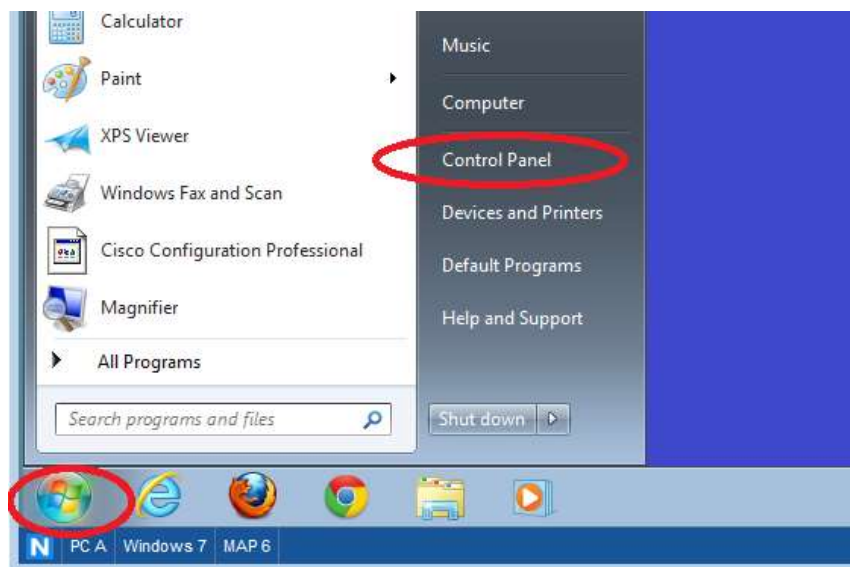 Calculator
Paint
XPS Viewer
Windows Fax and Scan
Cisco Configuration Professional
Magnifier
All Programs
Search programs and files
Music
Computer
Control Panel
Devices and Printers
Default Programs
Help and Support
Shut down
N PC A Windows 7 MAP 6